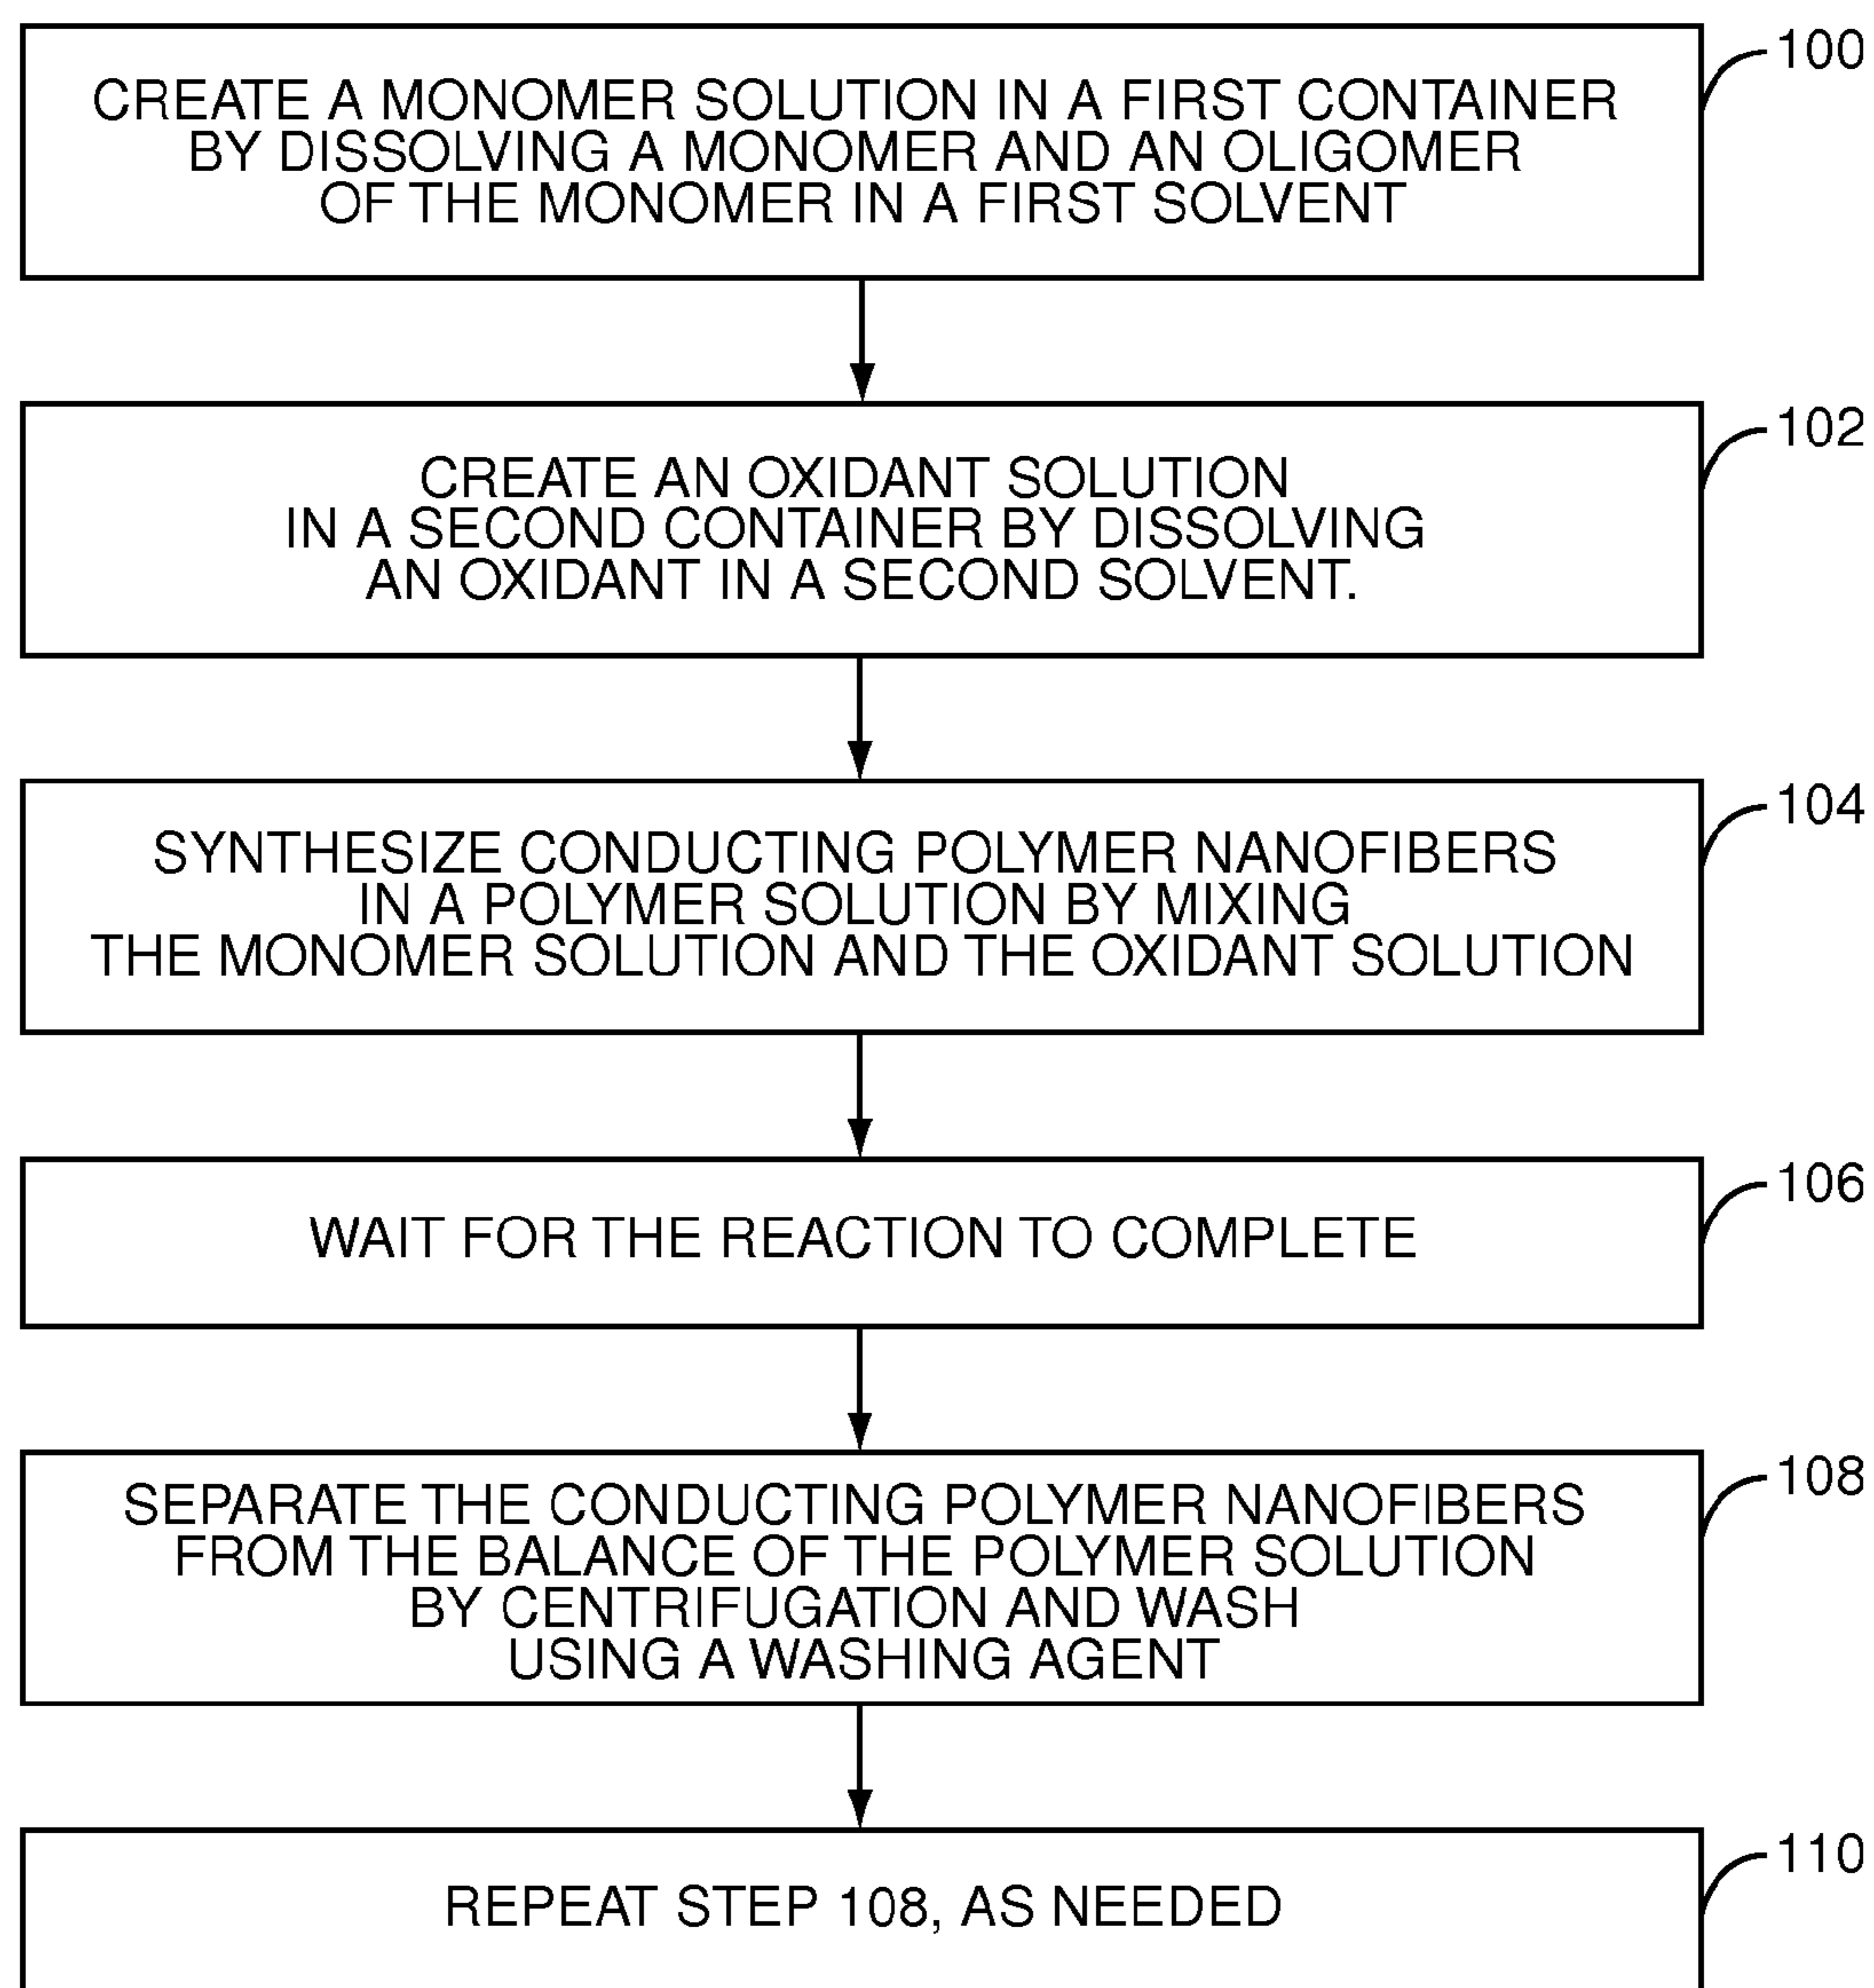 100
CREATE A MONOMER SOLUTION IN A FIRST CONTAINER
BY DISSOLVING A MONOMER AND AN OLIGOMER
OF THE MONOMER IN A FIRST SOLVENT
102
CREATE AN OXIDANT SOLUTION
IN A SECOND CONTAINER BY DISSOLVING
AN OXIDANT IN A SECOND SOLVENT.
104
SYNTHESIZE CONDUCTING POLYMER NANOFIBERS
IN A POLYMER SOLUTION BY MIXING
THE MONOMER SOLUTION AND THE OXIDANT SOLUTION
106
WAIT FOR THE REACTION TO COMPLETE
108
SEPARATE THE CONDUCTING POLYMER NANOFIBERS
FROM THE BALANCE OF THE POLYMER SOLUTION
BY CENTRIFUGATION AND WASH
USING A WASHING AGENT
110
REPEAT STEP 108, AS NEEDED